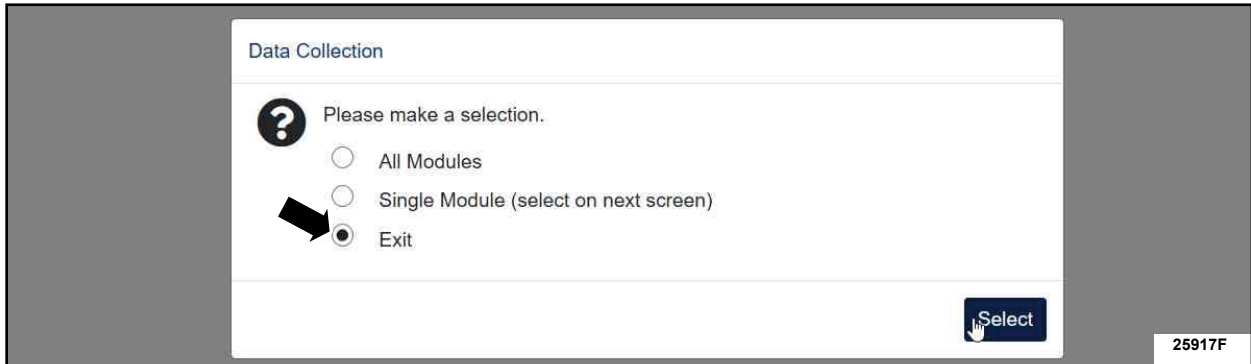 Data Collection
Please make a selection.
All Modules
Single Module (select on next screen)
Exit
Select
25917F